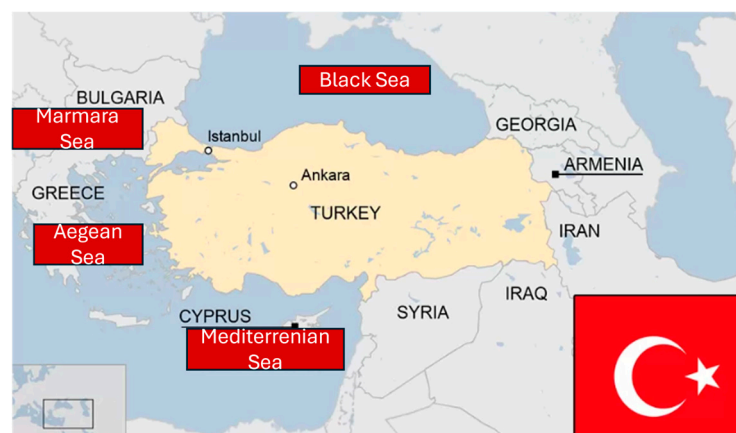 Black Sea
BULGARIA
Marmara
Sea
Istanbul
GEORGIA
ARMENIA
Ankara
GREECE
TURKEY
Aegean
Sea
IRAN
IRAQ
CYPRUS
SYRIA
Mediterrenian
Sea